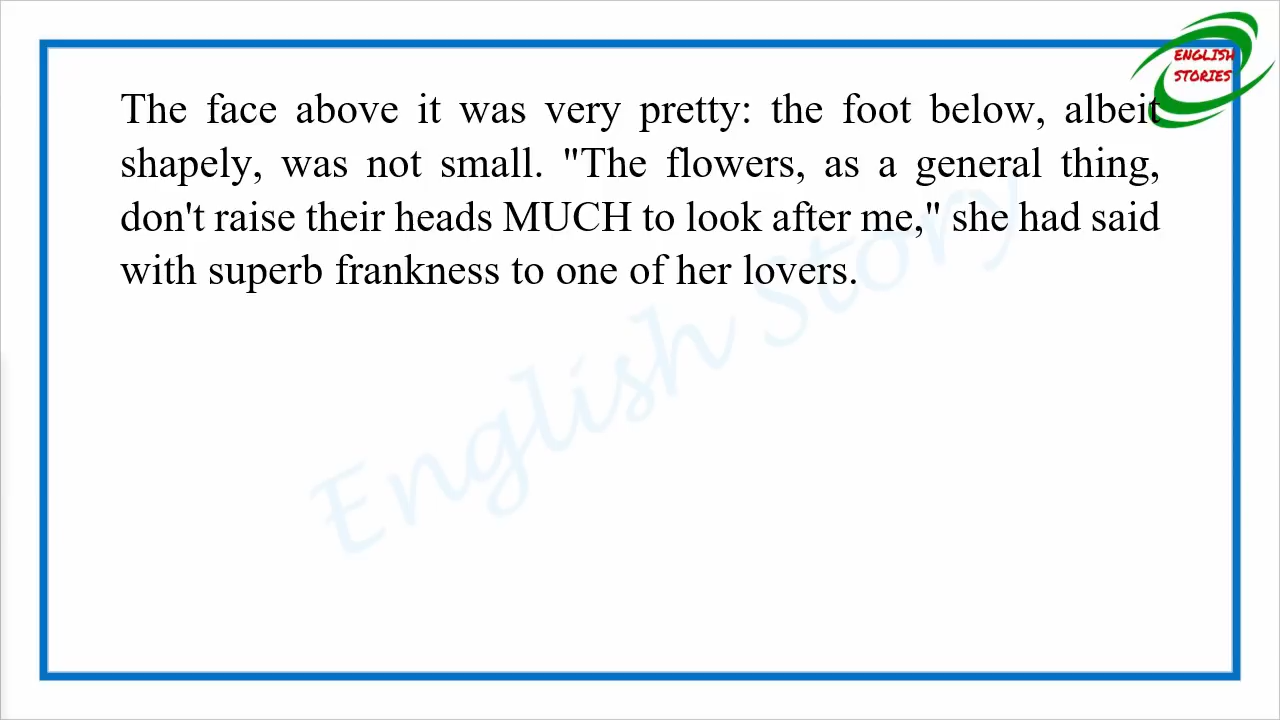 ENGLISH
STORIES
The face above it was very pretty: the foot below, albeit
shapely, was not small. "The flowers, as a general thing,
don't raise their heads MUCH to look after me," she had said
with superb frankness to one of her lovers.
English Story